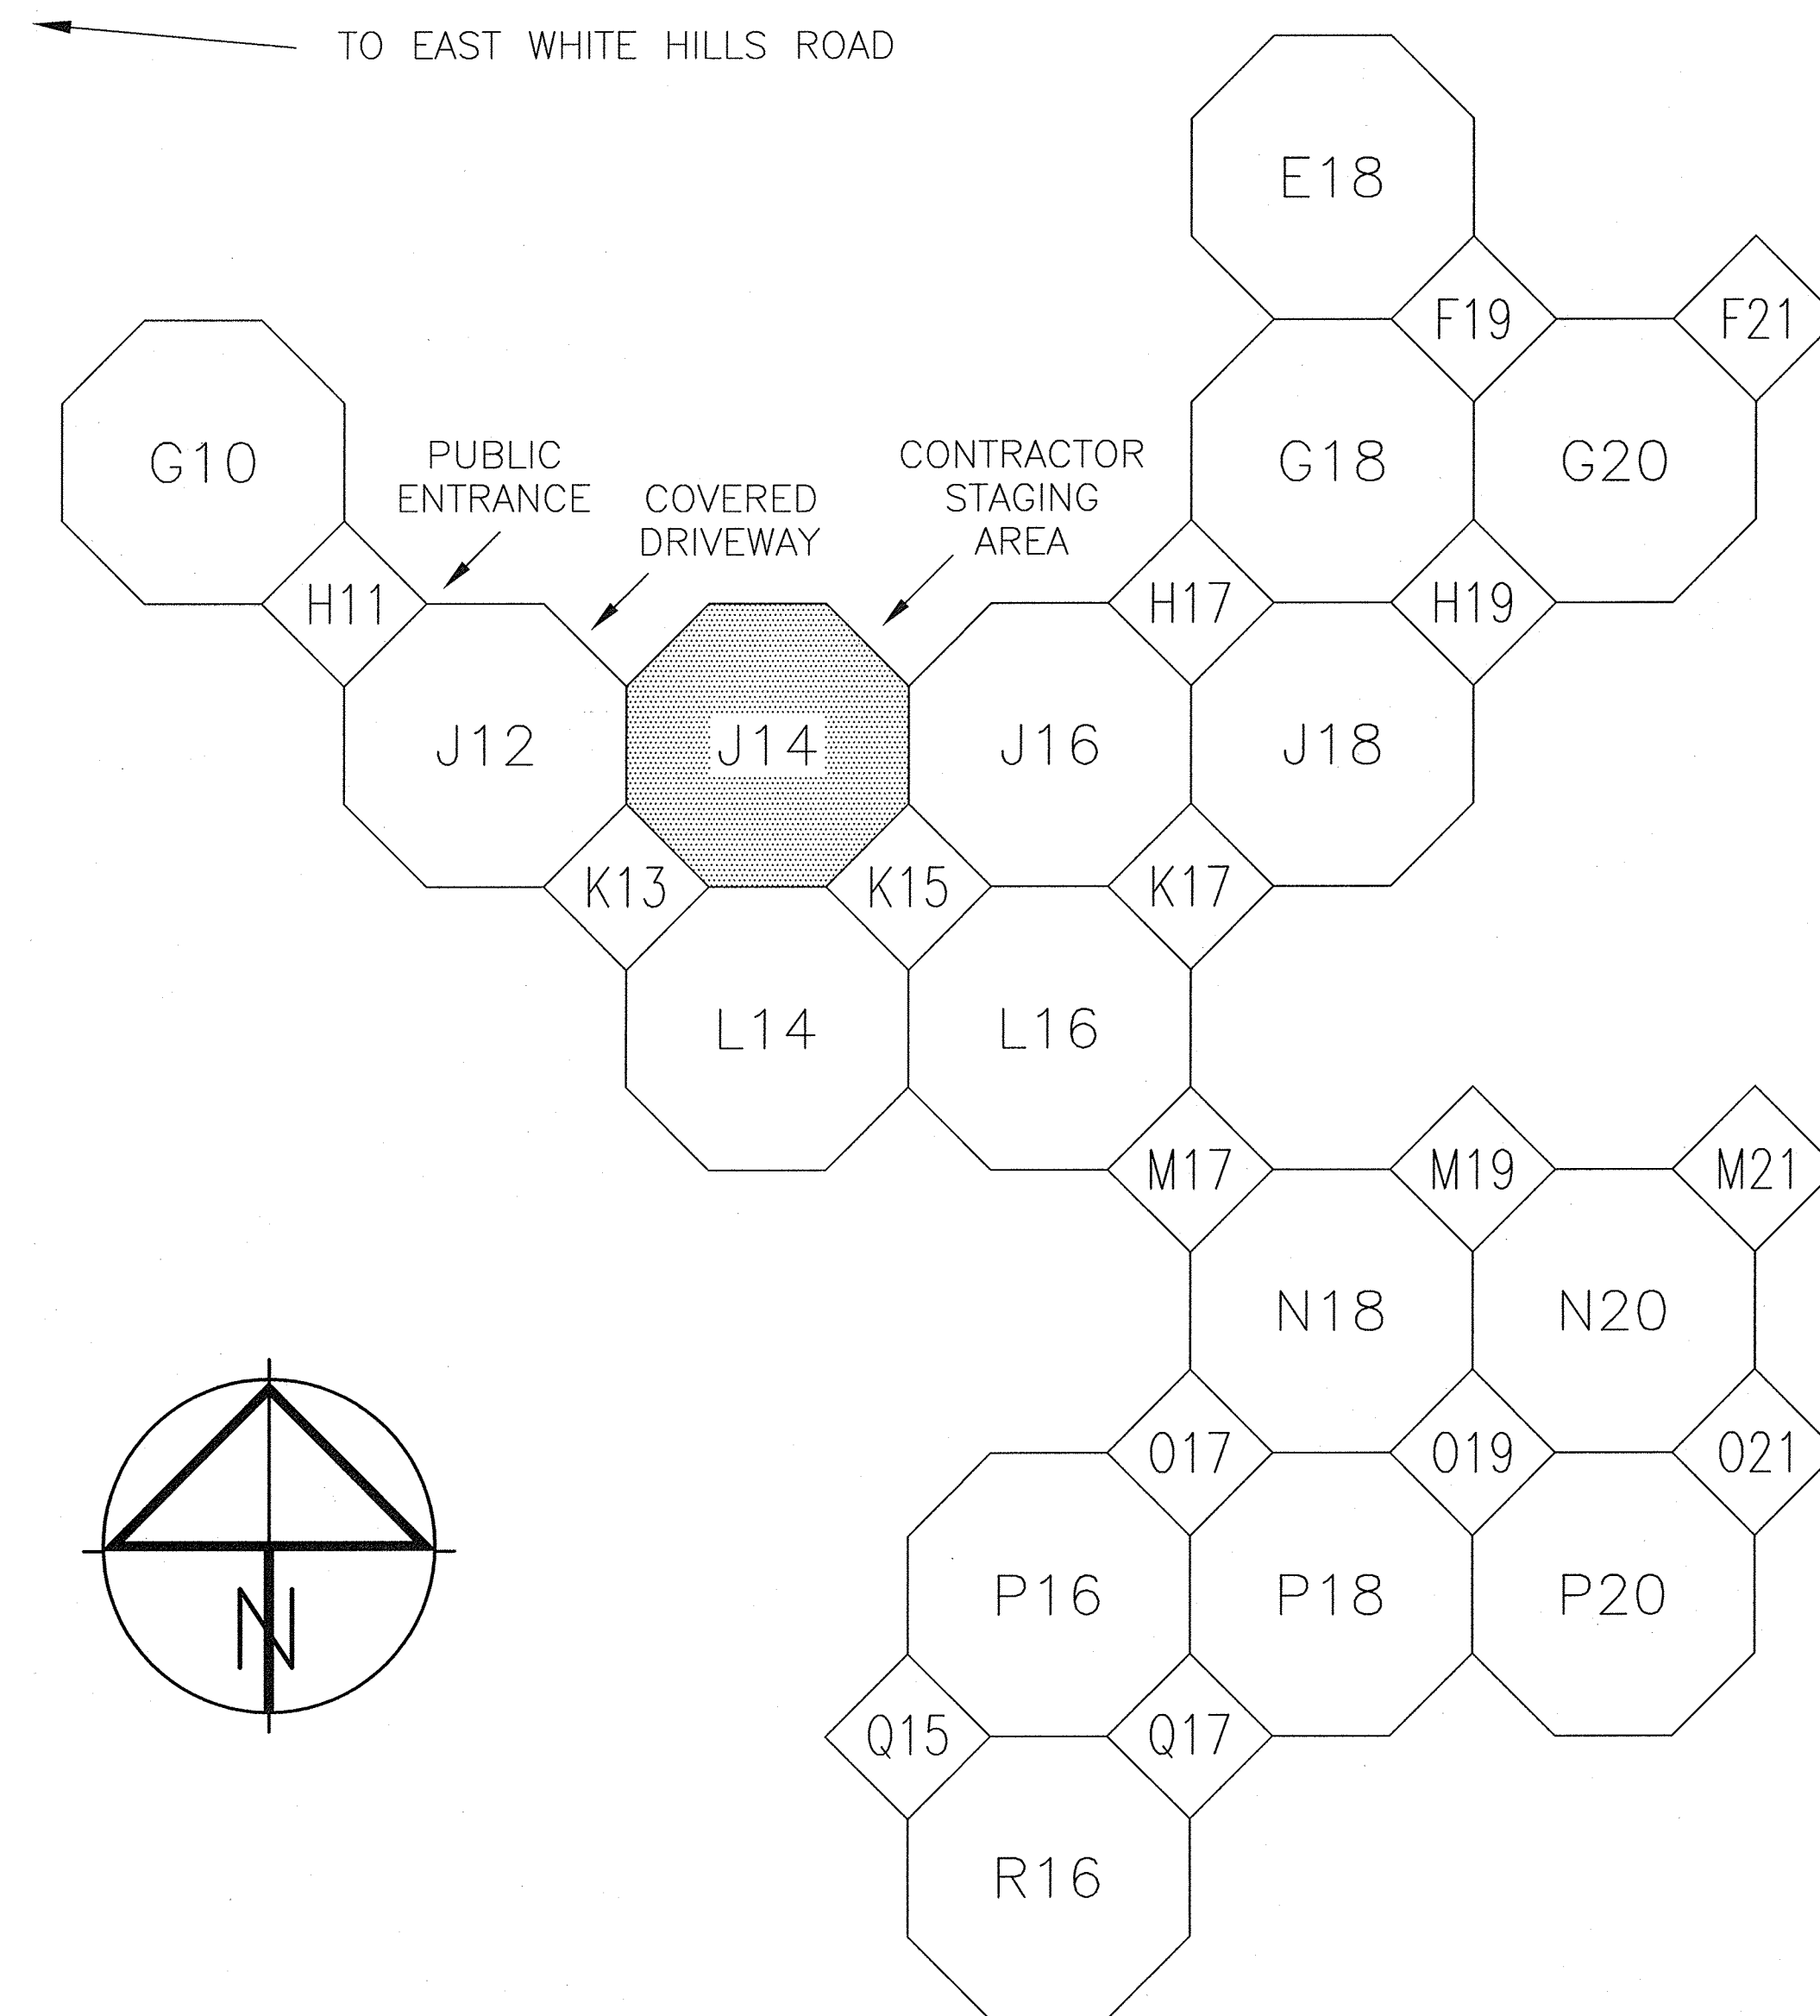 TO EAST WHITE HILLS ROAD
E18
F19
F21
G10
PUBLIC
ENTRANCE
COVERED
DRIVEWAY
CONTRACTOR
STAGING
AREA
G18
G20
H11
H17
H19
J12
J14
J16
J18
K13
K15
K17
L14
L16
M17
M19
M21
N18
N20
O17
O19
O21
P16
P18
P20
N
Q15
Q17
R16